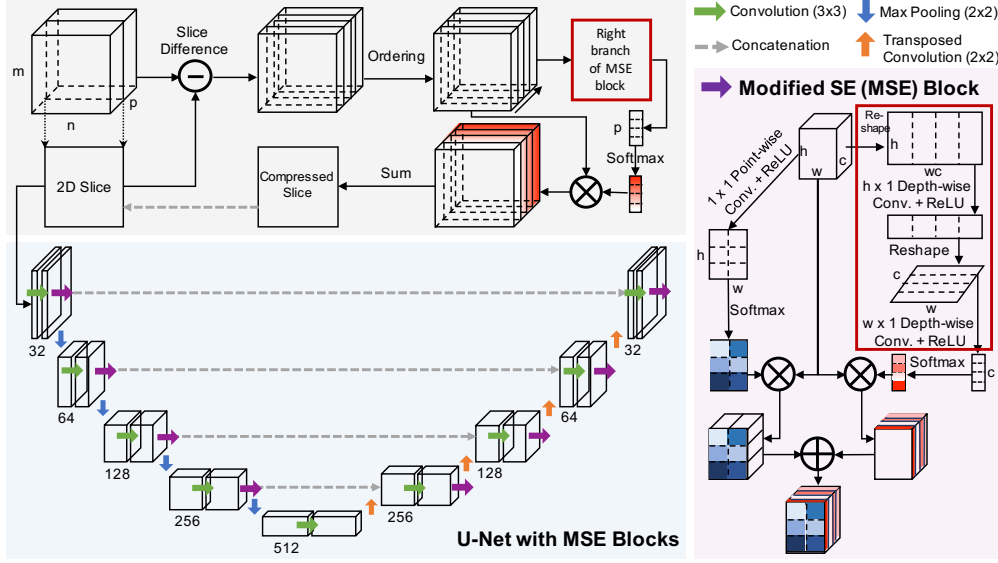 m
n
p
Slice
Difference
Ordering
Right
branch
of MSE
block
p
Softmax
2D Slice
Compressed
Slice
Sum
Convolution (3x3)
Max Pooling (2x2)
Concatenation
Transposed
Convolution (2x2)
32
64
128
256
512
256
128
64
32
U-Net with MSE Blocks
Modified SE (MSE) Block
1 x 1 Point-wise
Conv. + ReLU
h
w
c
Re-
shape
h
wc
h x 1 Depth-wise
Conv. + ReLU
Reshape
c
w
w x 1 Depth-wise
Conv. + ReLU
h
w
Softmax
Softmax
c